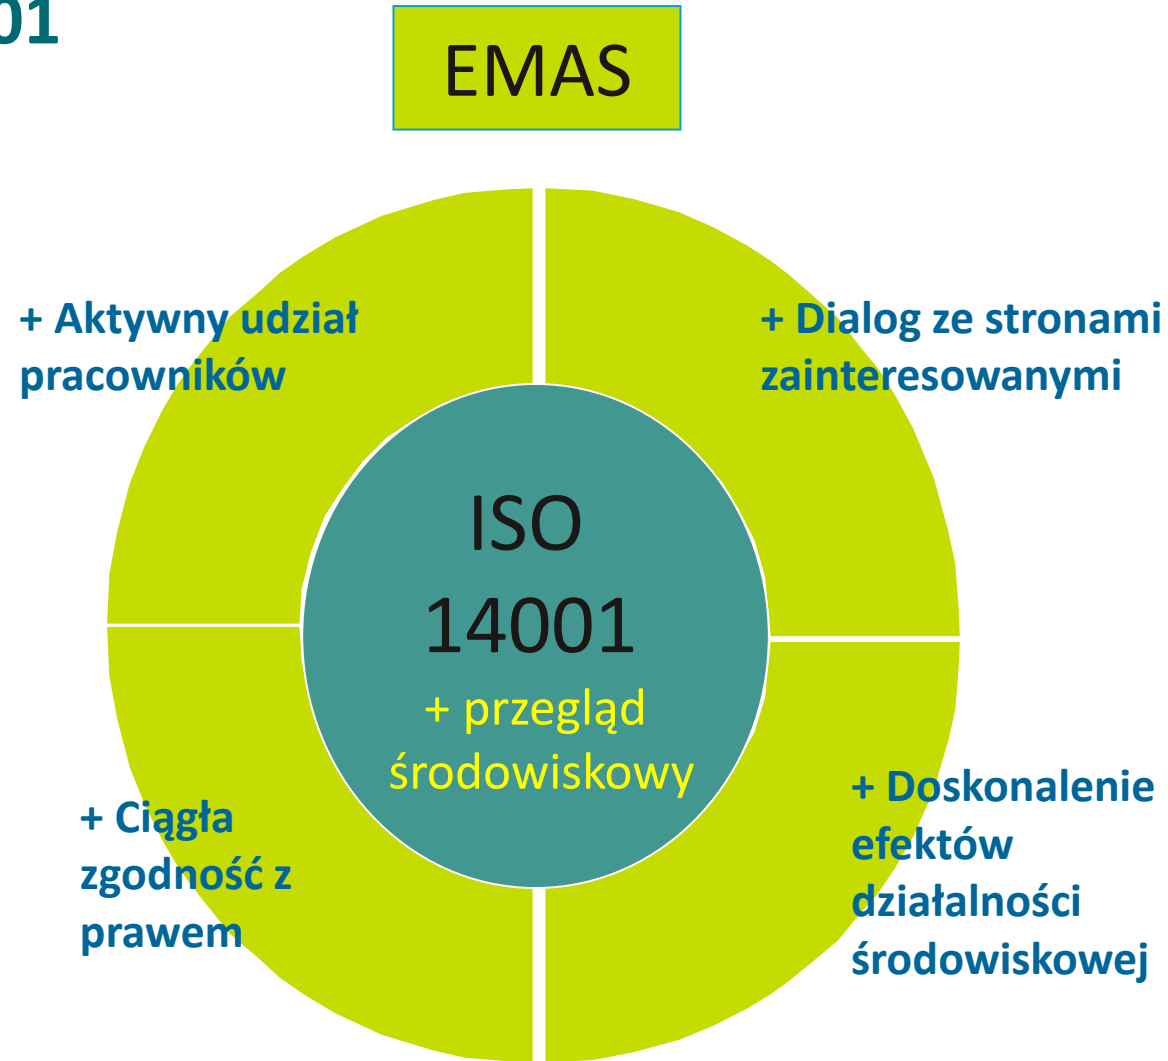 01
EMAS
+ Aktywny udział
pracowników
+ Dialog ze stronami
zainteresowanymi
ISO
14001
+ przegląd
środowiskowy
+ Ciągła
zgodność z
prawem
+ Doskonalenie
efektów
działalności
środowiskowej